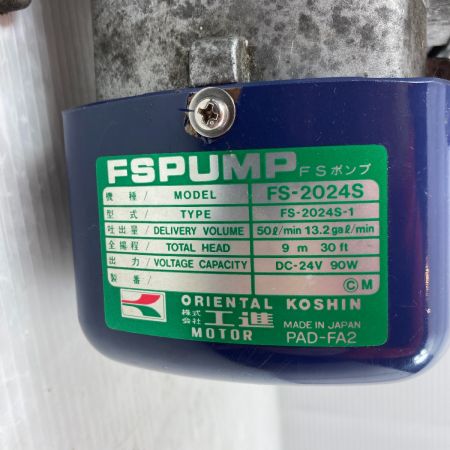 FSPUMP FSポンプ
機種/ MODEL FS-2024S
型式/ TYPE FS-2024S-1
吐出量/ DELIVERY VOLUME 50ℓ/min 13.2gaℓ/min
全揚程/ TOTAL HEAD 9 m 30 ft
出力/ VOLTAGE CAPACITY DC-24V 90W
製番/ ⒸM
ORIENTAL KOSHIN
株式会社 工進 MADE IN JAPAN
MOTOR PAD-FA2